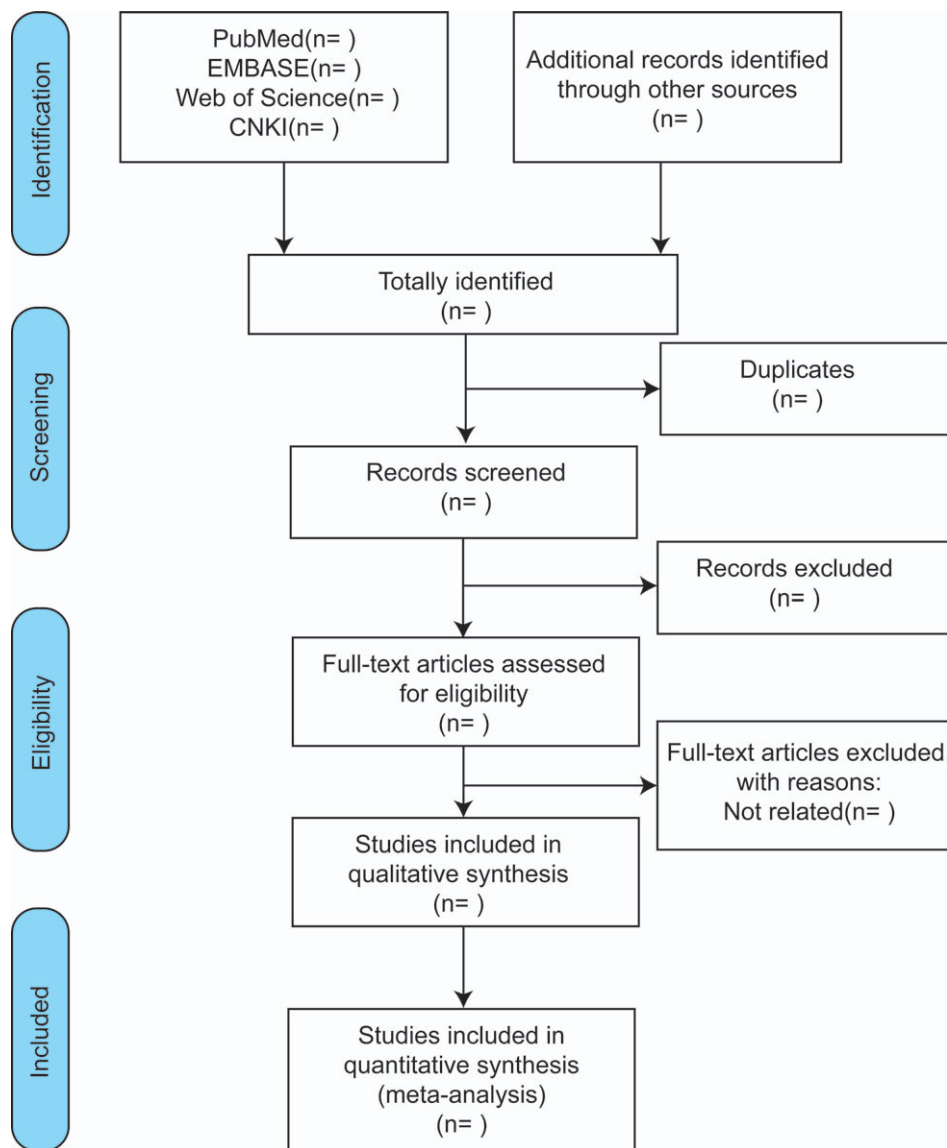 Identification
PubMed(n= )
EMBASE(n= )
Web of Science(n= )
CNKI(n= )
Additional records identified
through other sources
(n= )
Totally identified
(n= )
Screening
Duplicates
(n= )
Records screened
(n= )
Records excluded
(n= )
Eligibility
Full-text articles assessed
for eligibility
(n= )
Full-text articles excluded
with reasons:
Not related(n= )
Studies included in
qualitative synthesis
(n= )
Included
Studies included in
quantitative synthesis
(meta-analysis)
(n= )